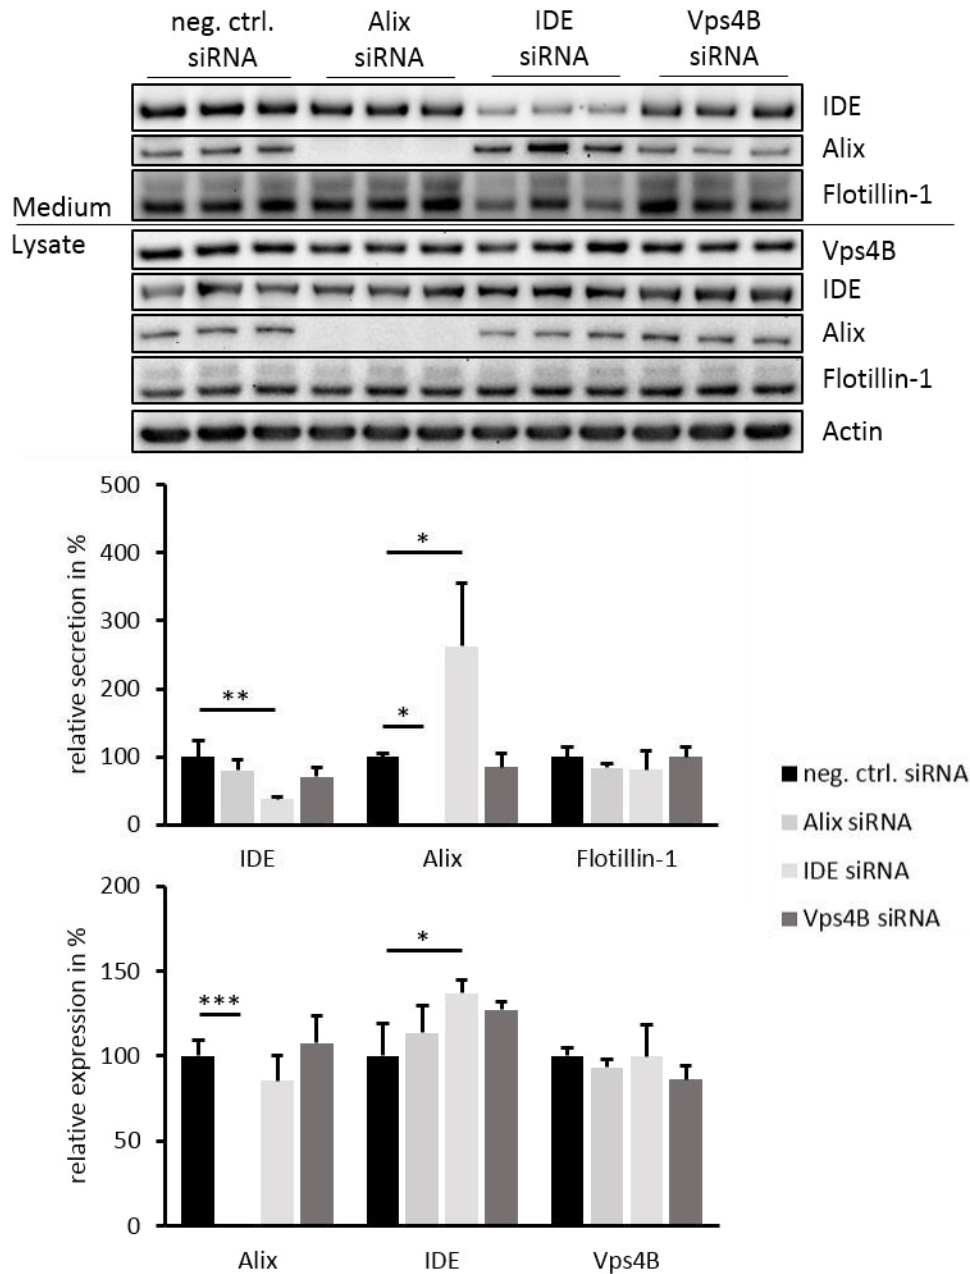 neg. ctrl. siRNA
Alix siRNA
IDE siRNA
Vps4B siRNA
IDE
Alix
Flotillin-1
Medium
Lysate
Vps4B
IDE
Alix
Flotillin-1
Actin
relative secretion in %
500
400
300
200
100
0
**
*
*
IDE
Alix
Flotillin-1
neg. ctrl. siRNA
Alix siRNA
IDE siRNA
Vps4B siRNA
relative expression in %
200
150
100
50
0
***
*
Alix
IDE
Vps4B